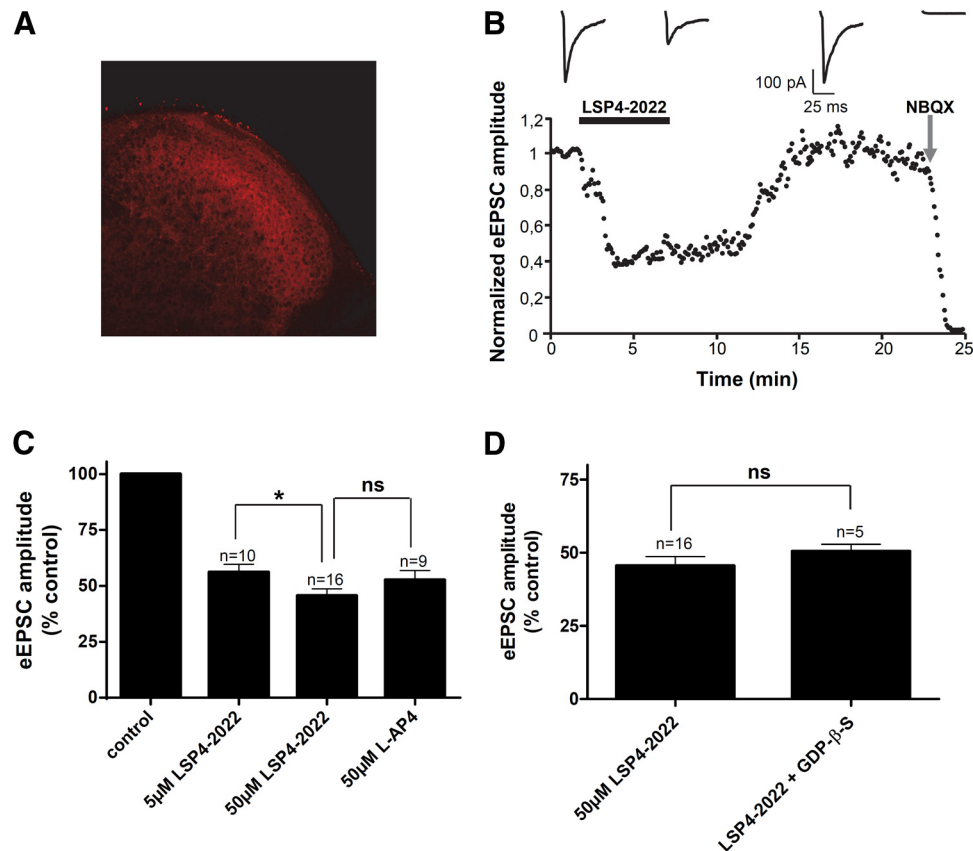 A
B
100 pA
25 ms
LSP4-2022
NBQX
Normalized eEPSC amplitude
1,2
1
0,8
0,6
0,4
0,2
0
0 5 10 15 20 25
Time (min)
C
eEPSC amplitude
(% control)
100
75
50
25
0
*
ns
n=10
n=16
n=9
control
5µM LSP4-2022
50µM LSP4-2022
50µM L-AP4
D
eEPSC amplitude
(% control)
75
50
25
0
ns
n=16
n=5
50µM LSP4-2022
LSP4-2022 + GDP-β-S